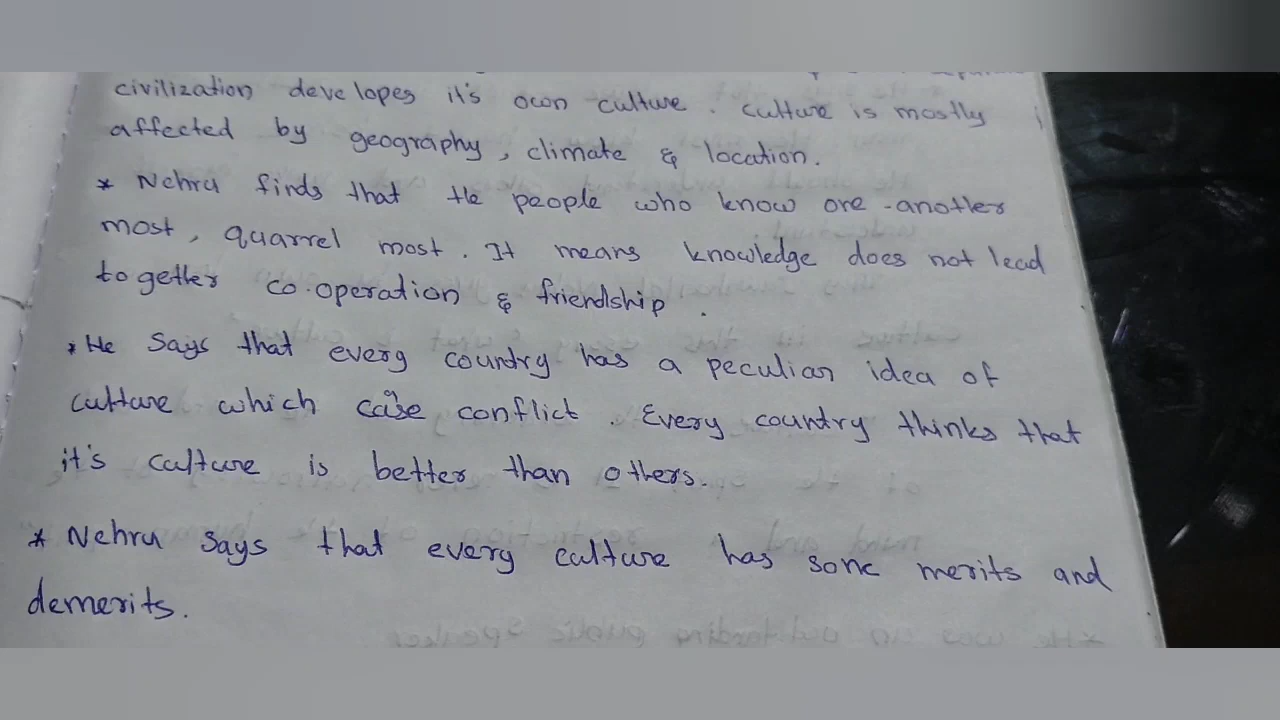 civilization developes it's own culture. culture is mostly
affected by geography, climate & location.
* Nehru finds that the people who know one-another
most, quarrel most. It means knowledge does not lead
together co.operation & friendship.
* He says that every country has a peculiar idea of
culture which case conflict. Every country thinks that
it's culture is better than others.
* Nehru says that every culture has some merits and
demerits.